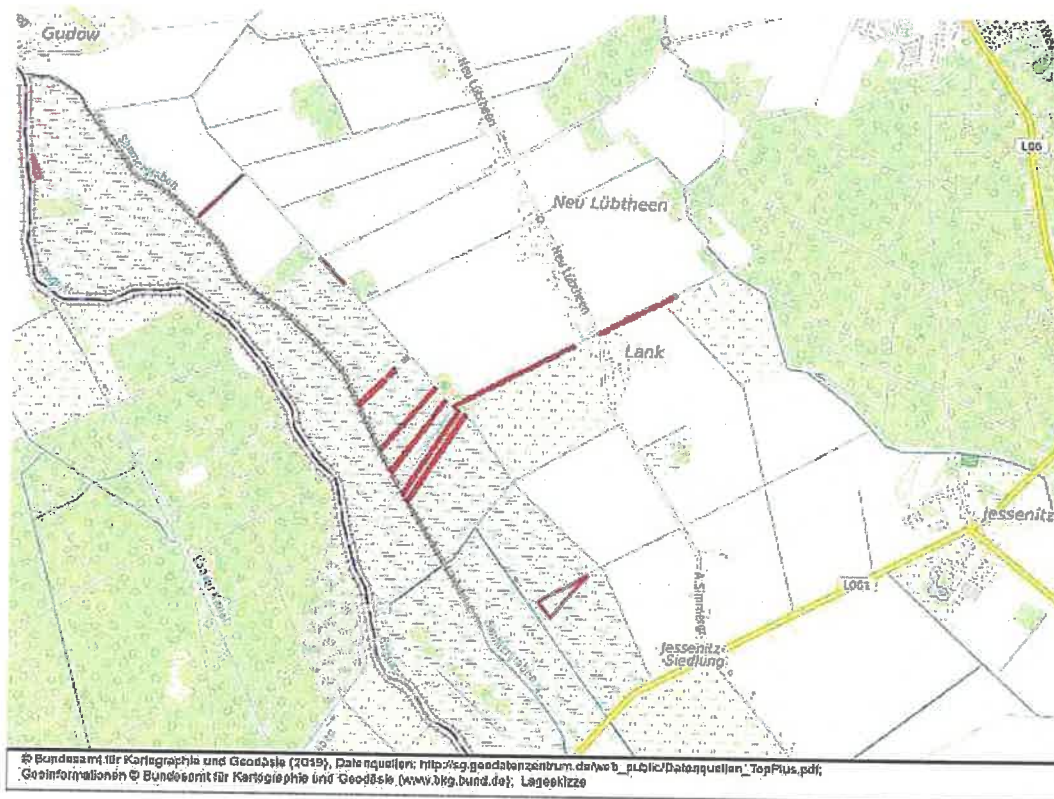 Gudow
Neu Lübtheen
L06
Neu Lübtheen
Neu Lübtheen
Lank
Jessenitz
L061
Jessenitz-
Siedlung
© Bundesamt für Kartographie und Geodäsie (2019), Datenquellen: http://sg.geodatenzentrum.de/web_public/Datenquellen_TopPlus.pdf;
Geoinformationen © Bundesamt für Kartographie und Geodäsie (www.bkg.bund.de); Lageskizze